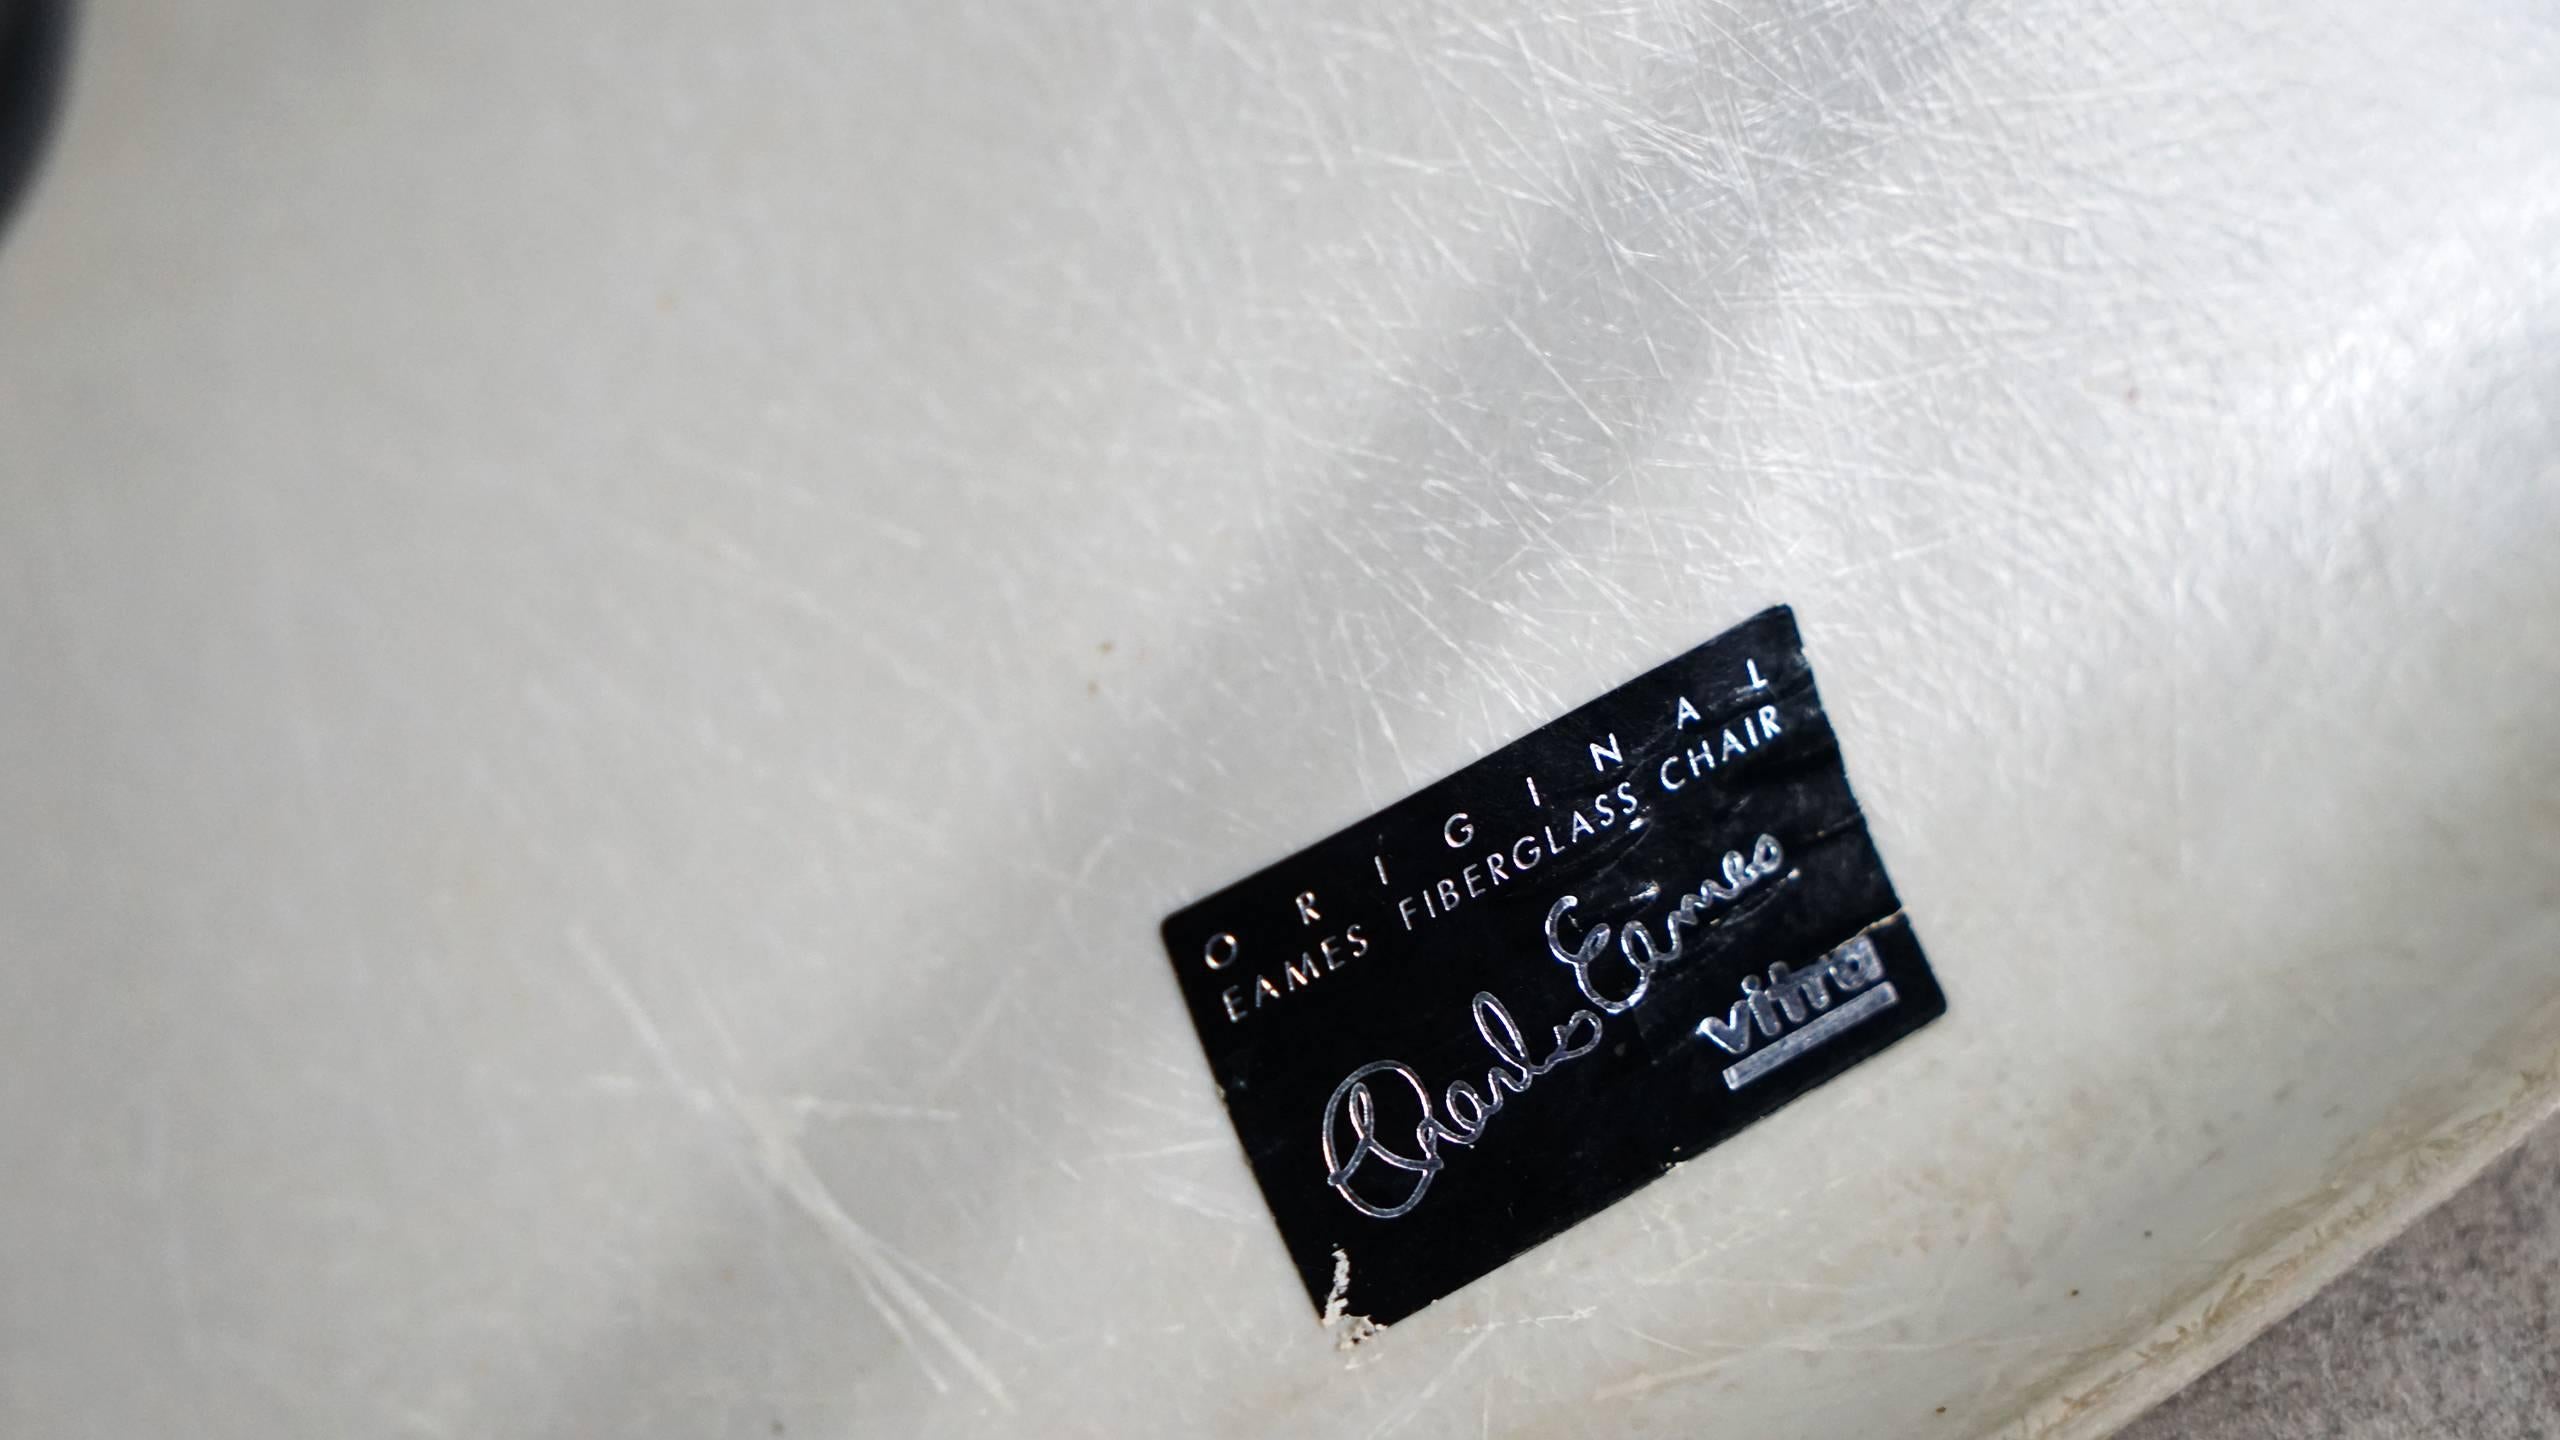 ORIGINAL
EAMES FIBERGLASS CHAIR
Charles Eames
vitra